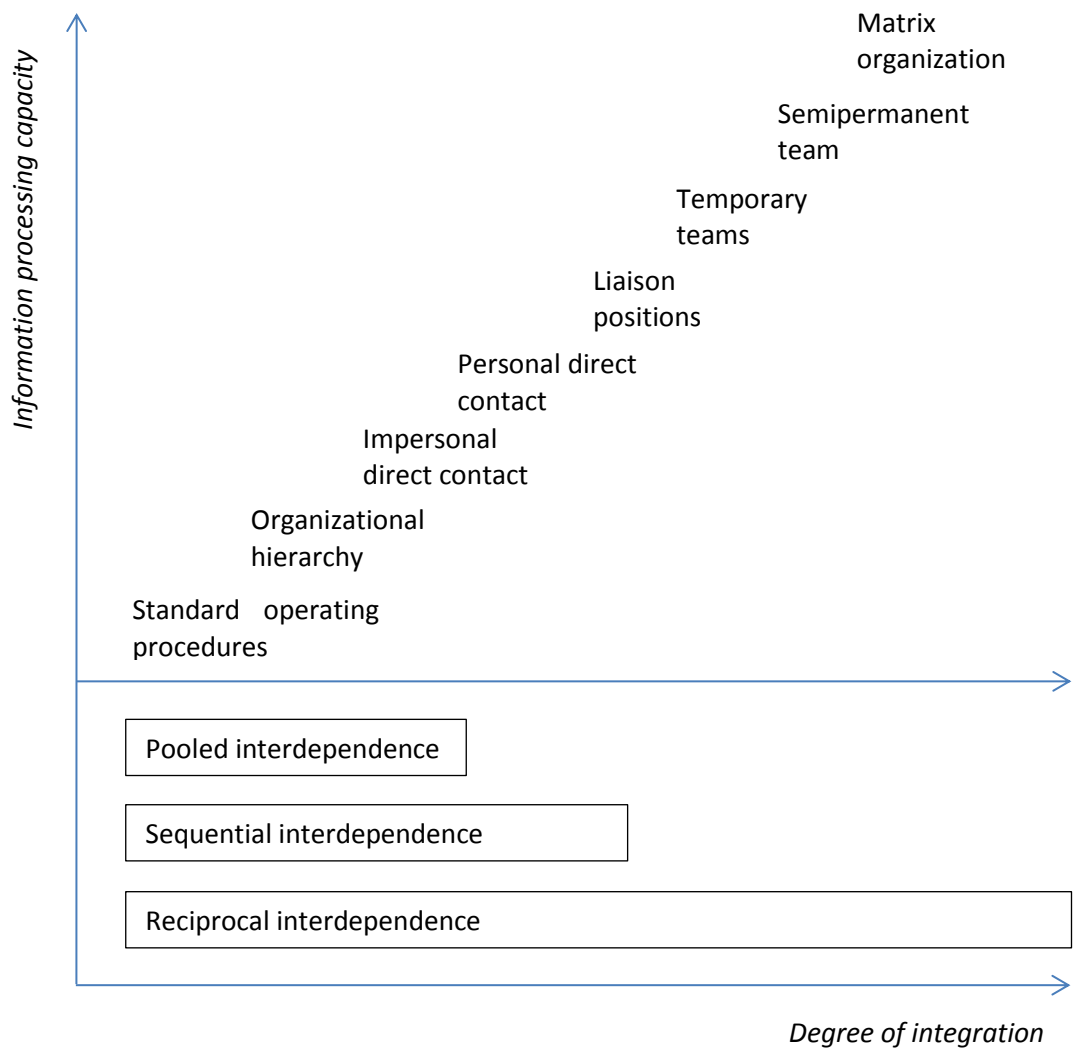 Matrix
organization
Semipermanent
team
Temporary
teams
Liaison
positions
Personal direct
contact
Impersonal
direct contact
Organizational
hierarchy
Standard operating
procedures
Information processing capacity
Pooled interdependence
Sequential interdependence
Reciprocal interdependence
Degree of integration